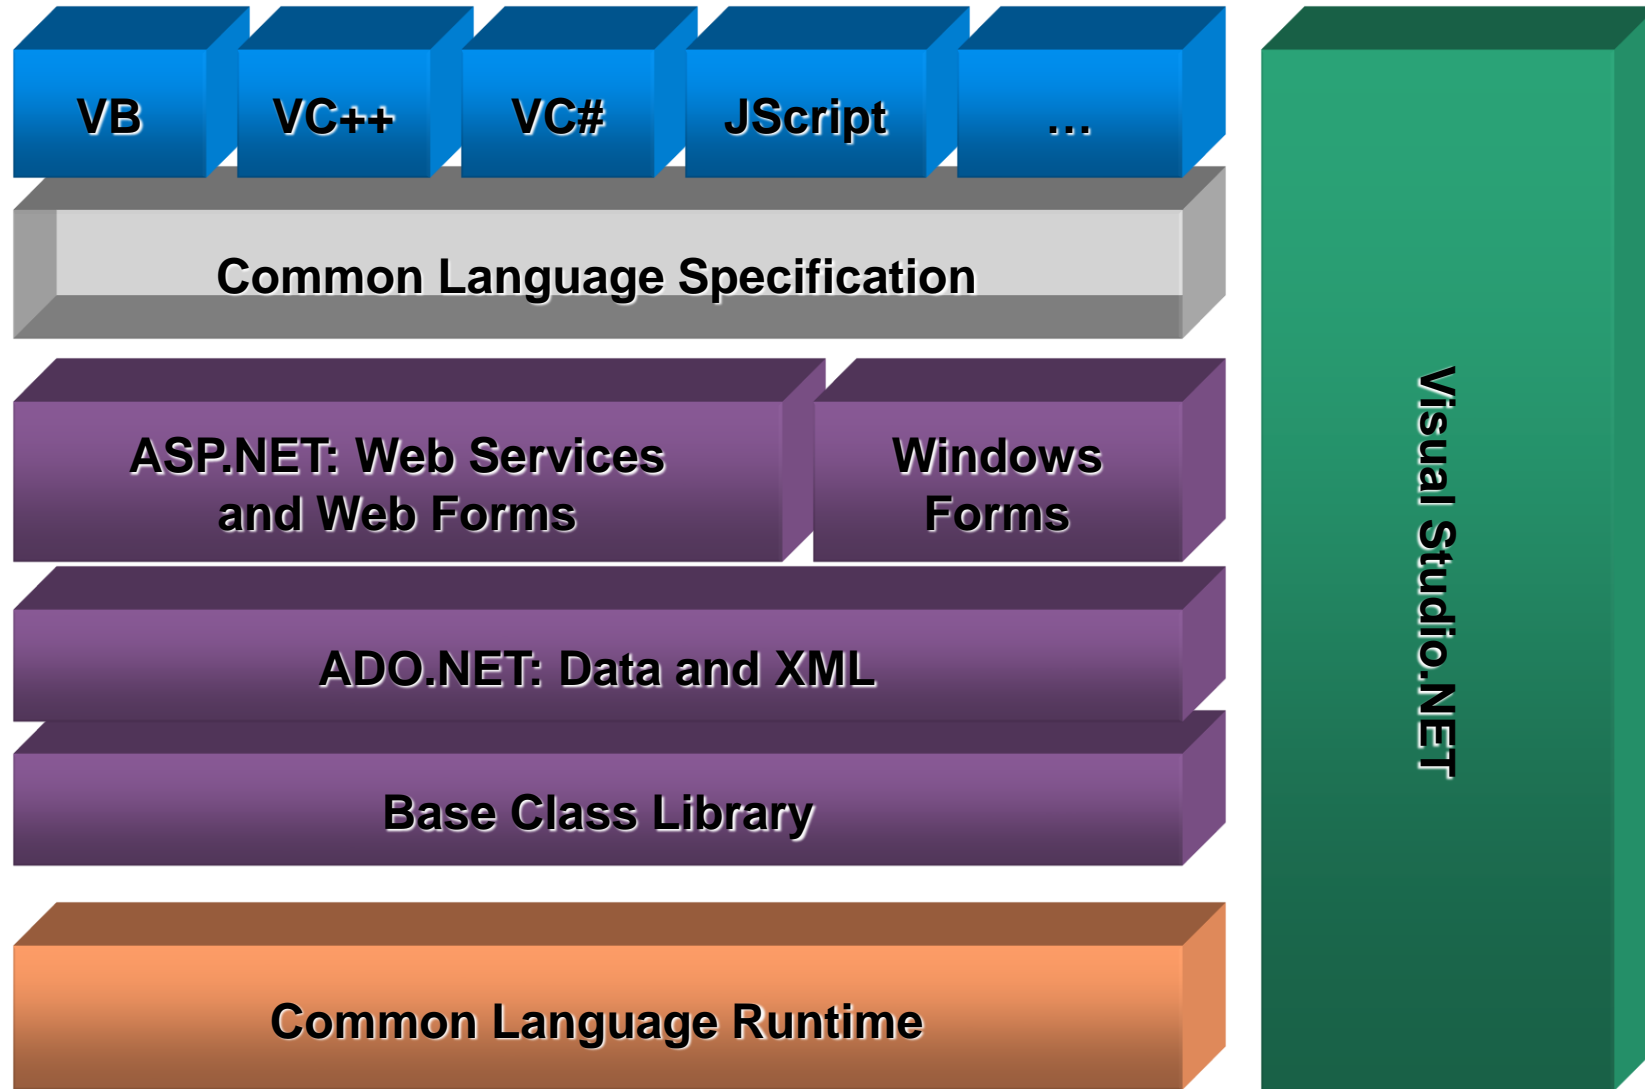 VB
VC++
VC#
JScript
…
Common Language Specification
ASP.NET: Web Services
and Web Forms
Windows
Forms
ADO.NET: Data and XML
Base Class Library
Common Language Runtime
Visual Studio.NET